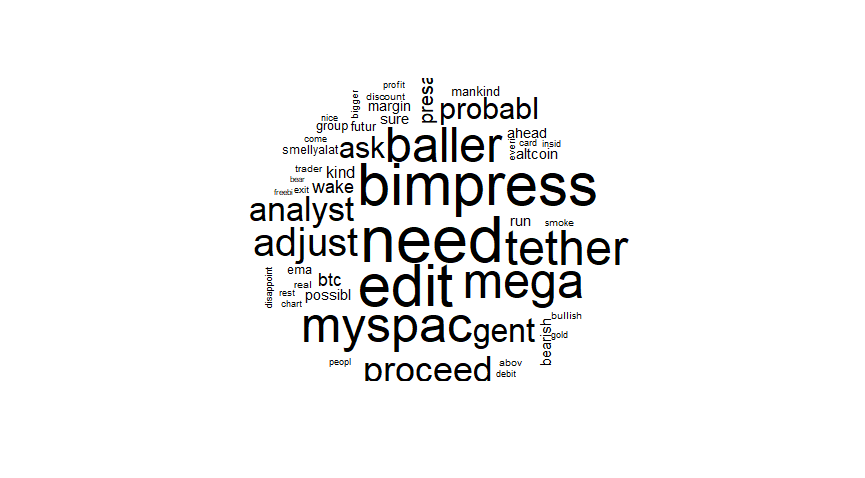 profit
discount
bigger
presa
mankind
margin
probabl
nice
sure
group
futur
come
smellyalat
ask
baller
ahead
everi
card
insid
altcoin
trader
kind
bear
freebi
exit
wake
bimpress
analyst
run
smoke
adjust
need
tether
ema
disappoint
real
btc
rest
possibl
chart
edit
mega
myspac
gent
bullish
bearish
gold
peopl
proceed
abov
debit